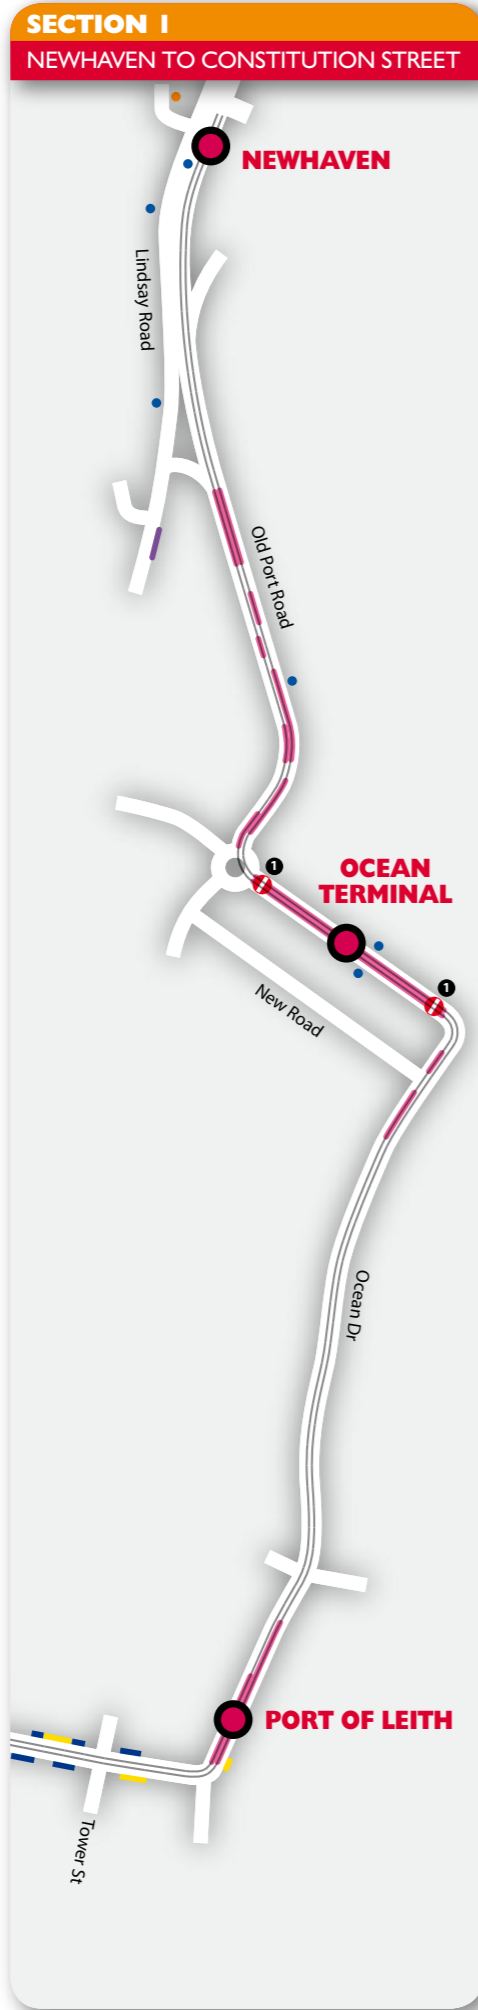 SECTION 1
NEWHAVEN TO CONSTITUTION STREET
NEWHAVEN
Lindsay Road
Old Port Road
1
OCEAN
TERMINAL
1
New Road
Ocean Dr
PORT OF LEITH
Tower St